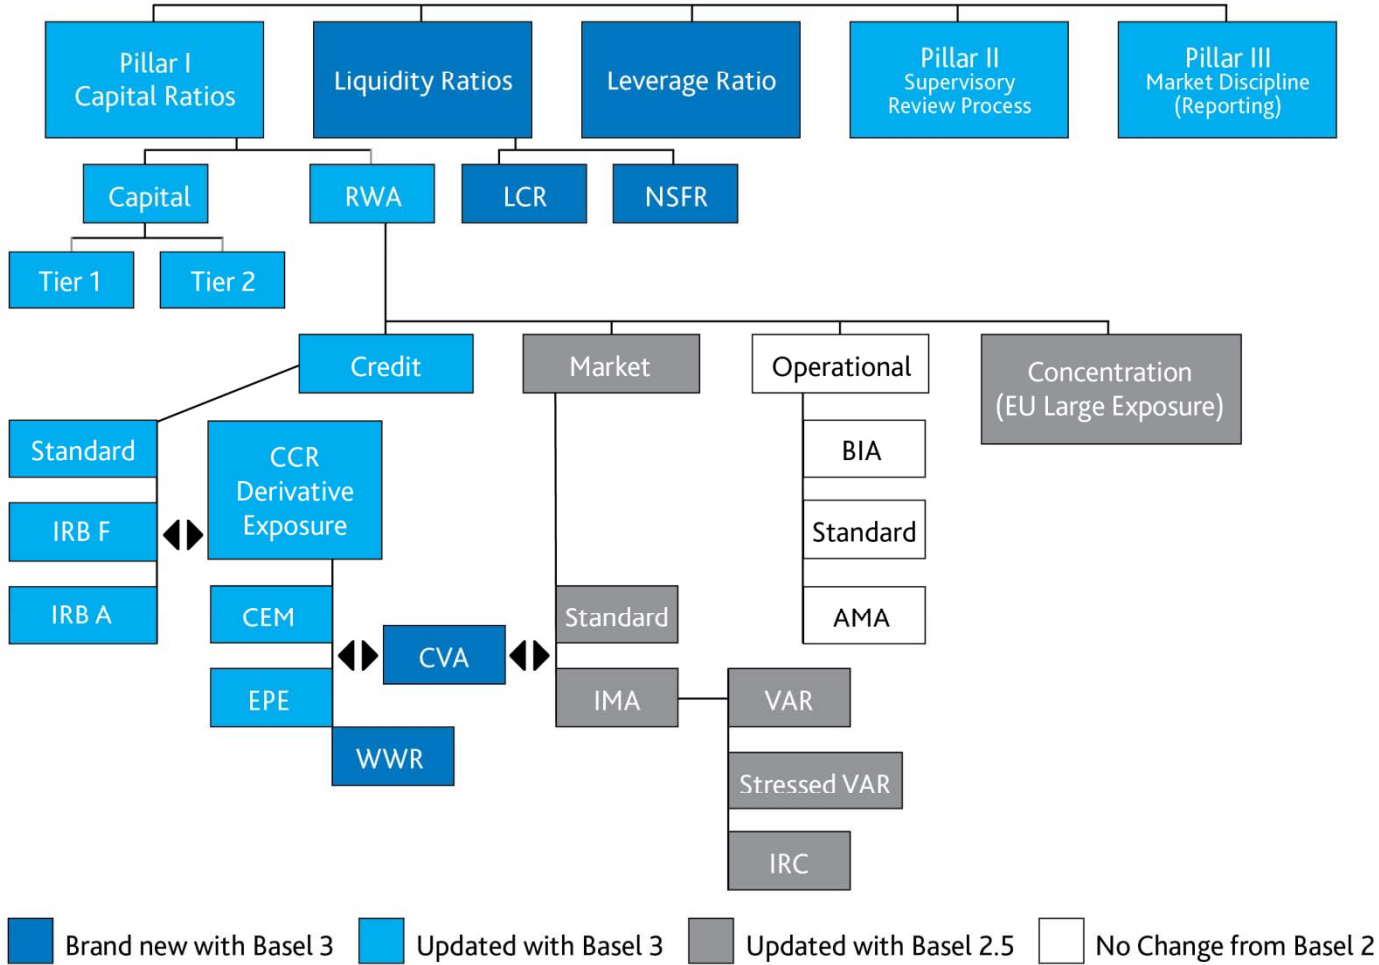 Pillar I
Capital Ratios
Liquidity Ratios
Leverage Ratio
Pillar II
Supervisory
Review Process
Pillar III
Market Discipline
(Reporting)
Capital
RWA
LCR
NSFR
Tier 1
Tier 2
Credit
Market
Operational
Concentration
(EU Large Exposure)
Standard
IRB F
IRB A
CCR
Derivative
Exposure
CEM
EPE
WWR
CVA
Standard
IMA
VAR
Stressed VAR
IRC
BIA
Standard
AMA
Brand new with Basel 3
Updated with Basel 3
Updated with Basel 2.5
No Change from Basel 2